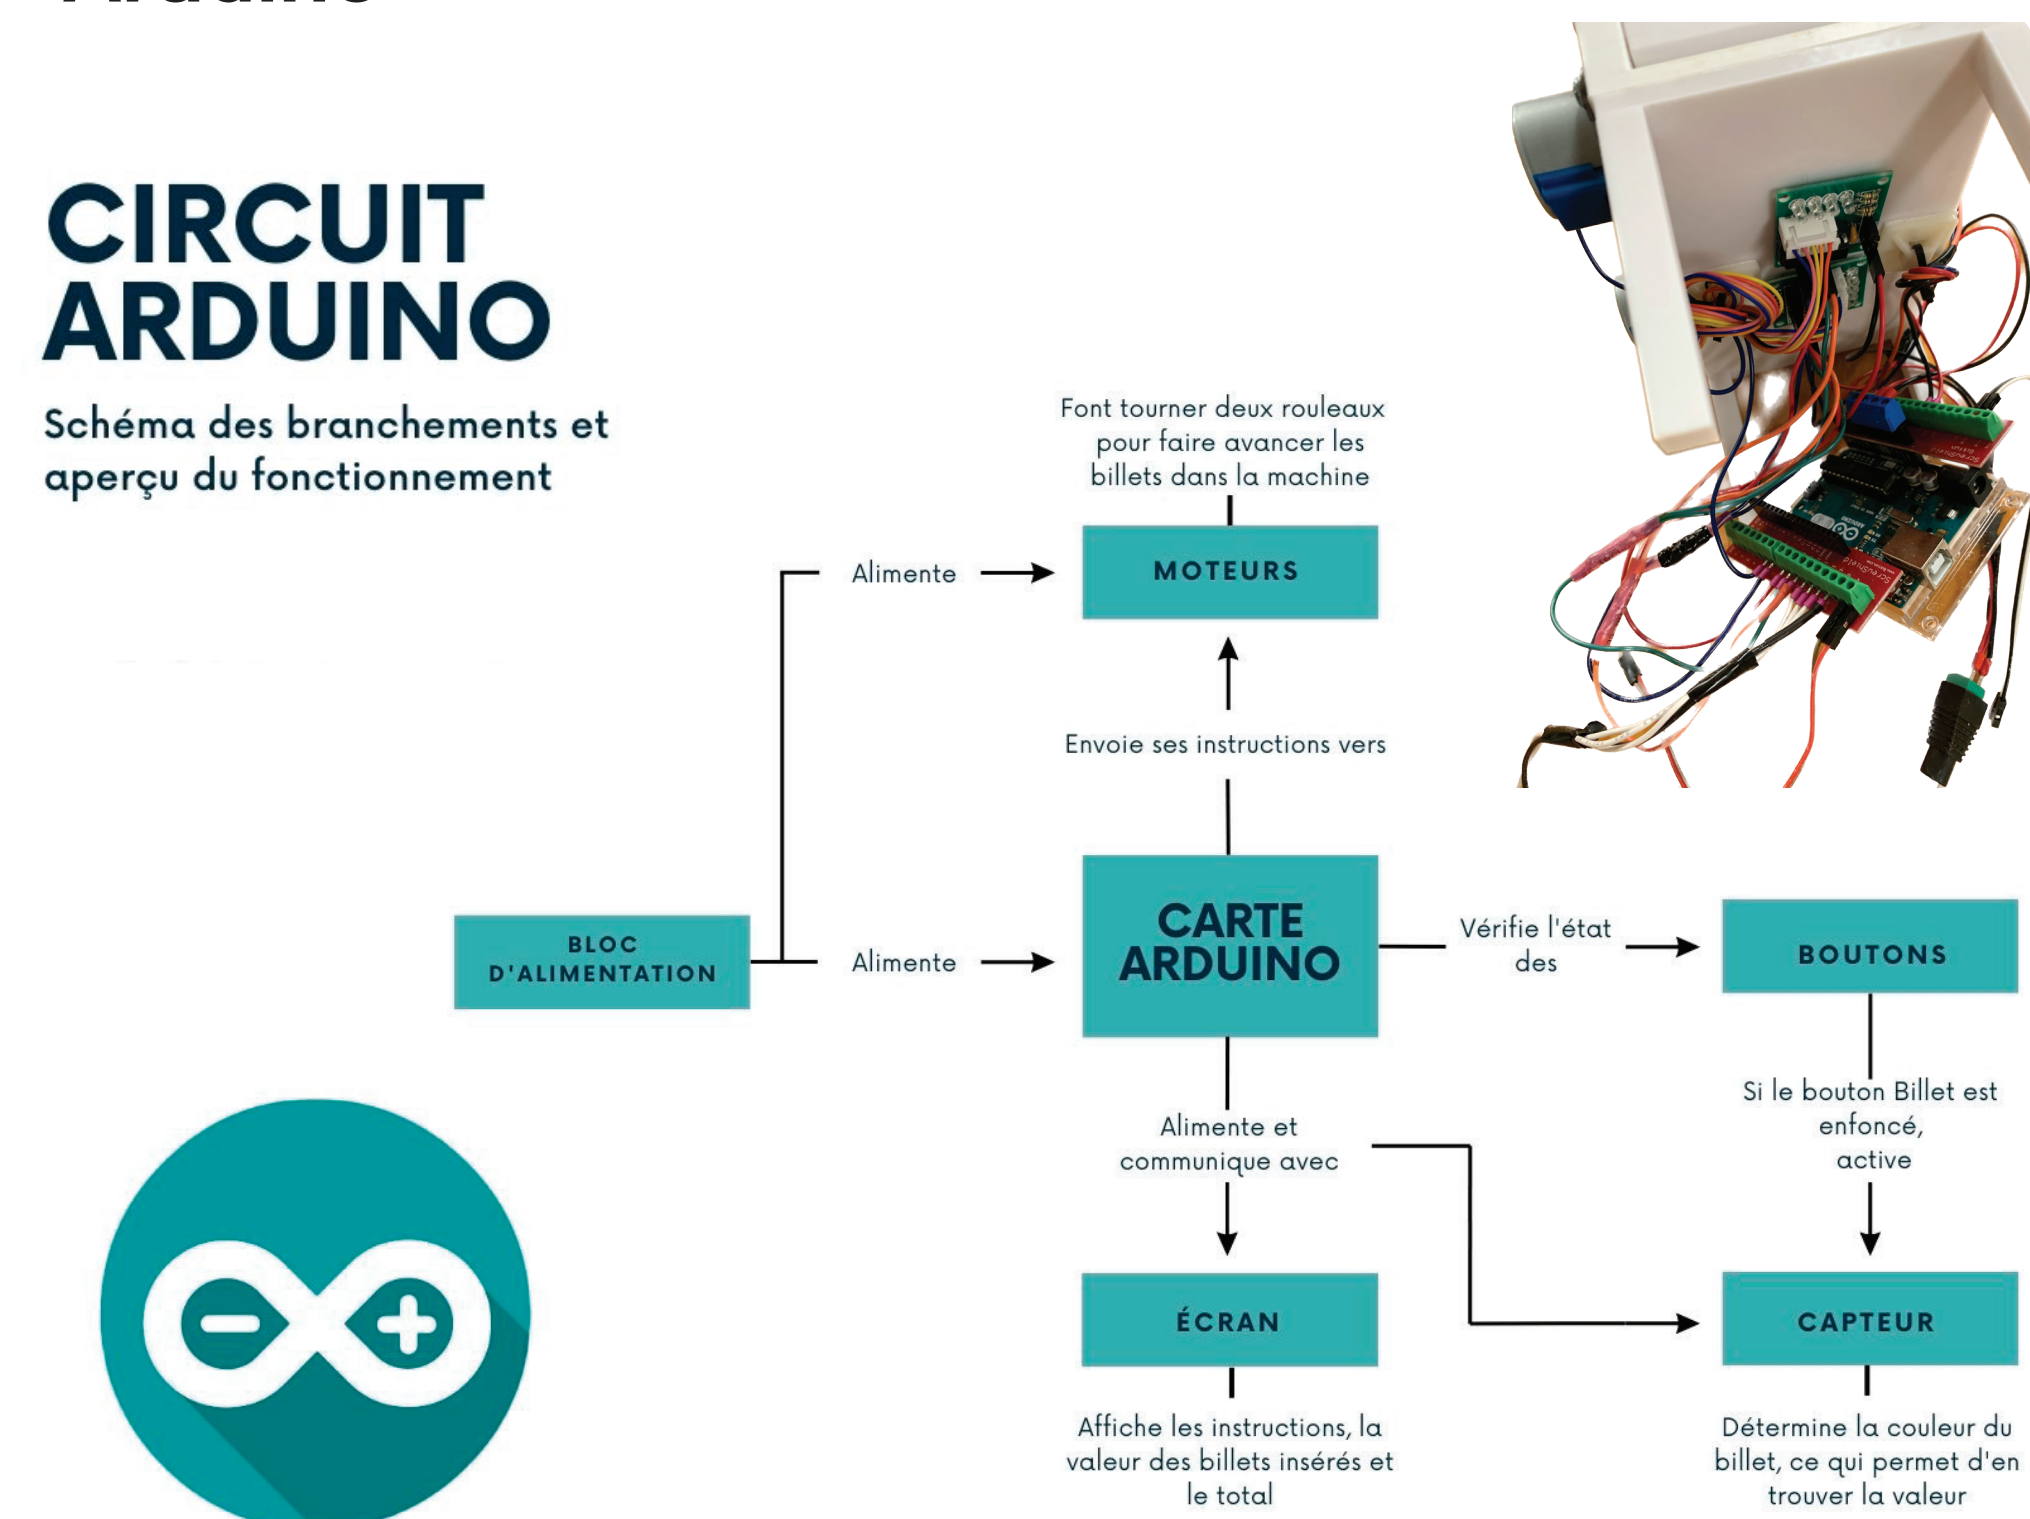 CIRCUIT
ARDUINO
Schéma des branchements et
aperçu du fonctionnement
Font tourner deux rouleaux
pour faire avancer les
billets dans la machine
Alimente
MOTEURS
Envoie ses instructions vers
BLOC
D'ALIMENTATION
Alimente
CARTE
ARDUINO
Vérifie l'état
des
BOUTONS
Si le bouton Billet est
enfoncé,
active
Alimente et
communique avec
ÉCRAN
CAPTEUR
Affiche les instructions, la
valeur des billets insérés et
le total
Détermine la couleur du
billet, ce qui permet d'en
trouver la valeur
ScrewShield
ARDUINO
ScrewShield